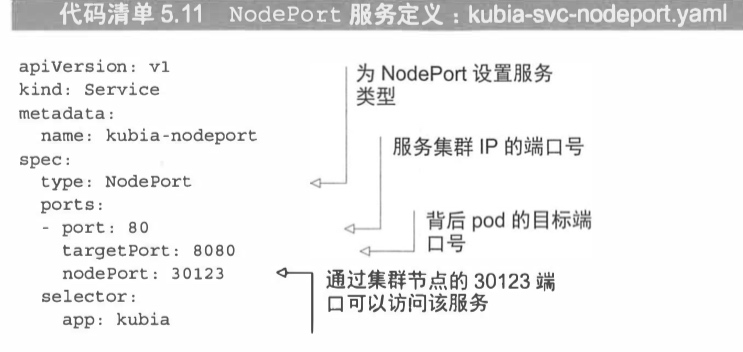 代码清单 5.11 NodePort 服务定义：kubia-svc-nodeport.yaml
apiVersion: v1
kind: Service
metadata:
  name: kubia-nodeport
spec:
  type: NodePort
  ports:
  - port: 80
    targetPort: 8080
    nodePort: 30123
  selector:
    app: kubia
为 NodePort 设置服务
类型
服务集群 IP 的端口号
背后 pod 的目标端
口号
通过集群节点的 30123 端
口可以访问该服务